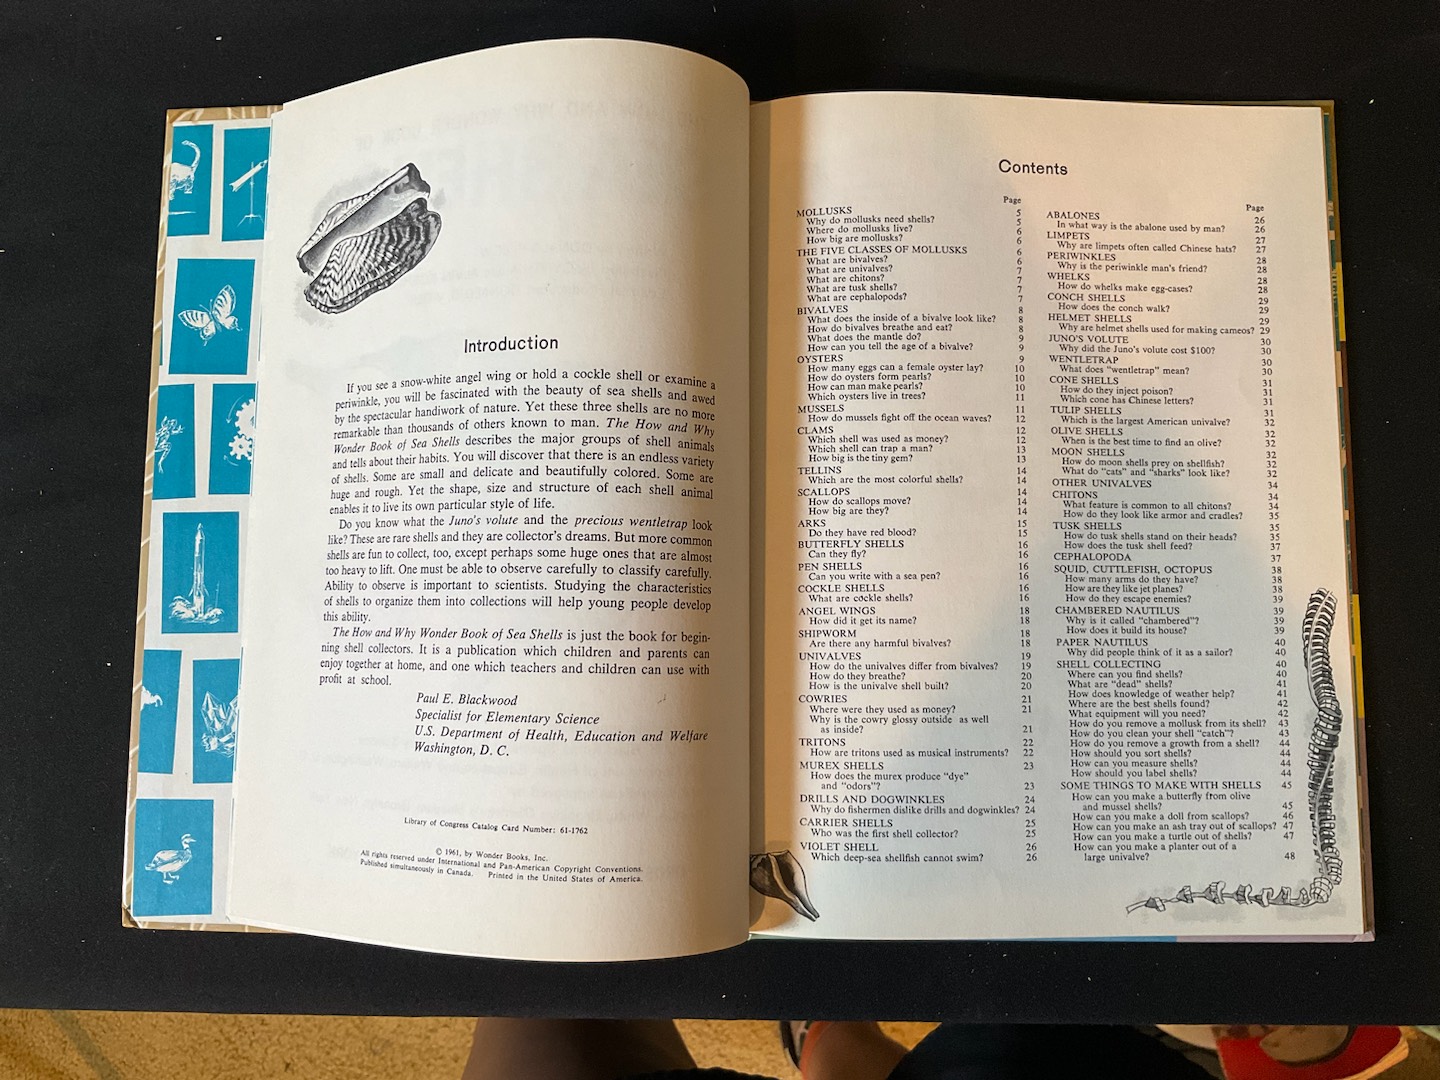 Introduction
If you see a snow-white angel wing or hold a cockle shell or examine a
periwinkle, you will be fascinated with the beauty of sea shells and awed
by the spectacular handiwork of nature. Yet these three shells are no more
remarkable than thousands of others known to man. The How and Why
Wonder Book of Sea Shells describes the major groups of shell animals
and tells about their habits. You will discover that there is an endless variety
of shells. Some are small and delicate and beautifully colored. Some are
huge and rough. Yet the shape, size and structure of each shell animal
enables it to live its own particular style of life.
Do you know what the Juno's volute and the precious wentletrap look
like? These are rare shells and they are collector's dreams. But more common
shells are fun to collect, too, except perhaps some huge ones that are almost
too heavy to lift. One must be able to observe carefully to classify carefully.
Ability to observe is important to scientists. Studying the characteristics
of shells to organize them into collections will help young people develop
this ability.
The How and Why Wonder Book of Sea Shells is just the book for begin-
ning shell collectors. It is a publication which children and parents can
enjoy together at home, and one which teachers and children can use with
profit at school.
Paul E. Blackwood
Specialist for Elementary Science
U.S. Department of Health, Education and Welfare
Washington, D. C.
Library of Congress Catalog Card Number: 61-1762
© 1961, by Wonder Books, Inc.
All rights reserved under International and Pan-American Copyright Conventions.
Published simultaneously in Canada. Printed in the United States of America.
Contents
Page
MOLLUSKS 5
Why do mollusks need shells? 5
Where do mollusks live? 6
How big are mollusks? 6
THE FIVE CLASSES OF MOLLUSKS 6
What are bivalves? 6
What are univalves? 7
What are chitons? 7
What are tusk shells? 7
What are cephalopods? 7
BIVALVES 8
What does the inside of a bivalve look like? 8
How do bivalves breathe and eat? 8
What does the mantle do? 9
How can you tell the age of a bivalve? 9
OYSTERS 9
How many eggs can a female oyster lay? 10
How do oysters form pearls? 10
How can man make pearls? 10
Which oysters live in trees? 11
MUSSELS 11
How do mussels fight off the ocean waves? 12
CLAMS 12
Which shell was used as money? 12
Which shell can trap a man? 13
How big is the tiny gem? 13
TELLINS 14
Which are the most colorful shells? 14
SCALLOPS 14
How do scallops move? 14
How big are they? 14
ARKS 15
Do they have red blood? 15
BUTTERFLY SHELLS 16
Can they fly? 16
PEN SHELLS 16
Can you write with a sea pen? 16
COCKLE SHELLS 16
What are cockle shells? 16
ANGEL WINGS 18
How did it get its name? 18
SHIPWORM 18
Are there any harmful bivalves? 18
UNIVALVES 19
How do the univalves differ from bivalves? 19
How do they breathe? 20
How is the univalve shell built? 20
COWRIES 21
Where were they used as money? 21
Why is the cowry glossy outside as well
as inside? 21
TRITONS 22
How are tritons used as musical instruments? 22
MUREX SHELLS 23
How does the murex produce "dye"
and "odors"? 23
DRILLS AND DOGWINKLES 24
Why do fishermen dislike drills and dogwinkles? 24
CARRIER SHELLS 25
Who was the first shell collector? 25
VIOLET SHELL 26
Which deep-sea shellfish cannot swim? 26
Page
ABALONES 26
In what way is the abalone used by man? 26
LIMPETS 27
Why are limpets often called Chinese hats? 27
PERIWINKLES 28
Why is the periwinkle man's friend? 28
WHELKS 28
How do whelks make egg-cases? 28
CONCH SHELLS 29
How does the conch walk? 29
HELMET SHELLS 29
Why are helmet shells used for making cameos? 29
JUNO'S VOLUTE 30
Why did the Juno's volute cost $100? 30
WENTLETRAP 30
What does "wentletrap" mean? 30
CONE SHELLS 31
How do they inject poison? 31
Which cone has Chinese letters? 31
TULIP SHELLS 31
Which is the largest American univalve? 32
OLIVE SHELLS 32
When is the best time to find an olive? 32
MOON SHELLS 32
How do moon shells prey on shellfish? 32
What do "cats" and "sharks" look like? 32
OTHER UNIVALVES 34
CHITONS 34
What feature is common to all chitons? 34
How do they look like armor and cradles? 35
TUSK SHELLS 35
How do tusk shells stand on their heads? 35
How does the tusk shell feed? 37
CEPHALOPODA 37
SQUID, CUTTLEFISH, OCTOPUS 38
How many arms do they have? 38
How are they like jet planes? 38
How do they escape enemies? 39
CHAMBERED NAUTILUS 39
Why is it called "chambered"? 39
How does it build its house? 39
PAPER NAUTILUS 40
Why did people think of it as a sailor? 40
SHELL COLLECTING 40
Where can you find shells? 40
What are "dead" shells? 41
How does knowledge of weather help? 41
Where are the best shells found? 42
What equipment will you need? 42
How do you remove a mollusk from its shell? 43
How do you clean your shell "catch"? 43
How do you remove a growth from a shell? 44
How should you sort shells? 44
How can you measure shells? 44
How should you label shells? 44
SOME THINGS TO MAKE WITH SHELLS 45
How can you make a butterfly from olive
and mussel shells? 45
How can you make a doll from scallops? 46
How can you make an ash tray out of scallops? 47
How can you make a turtle out of shells? 47
How can you make a planter out of a
large univalve? 48